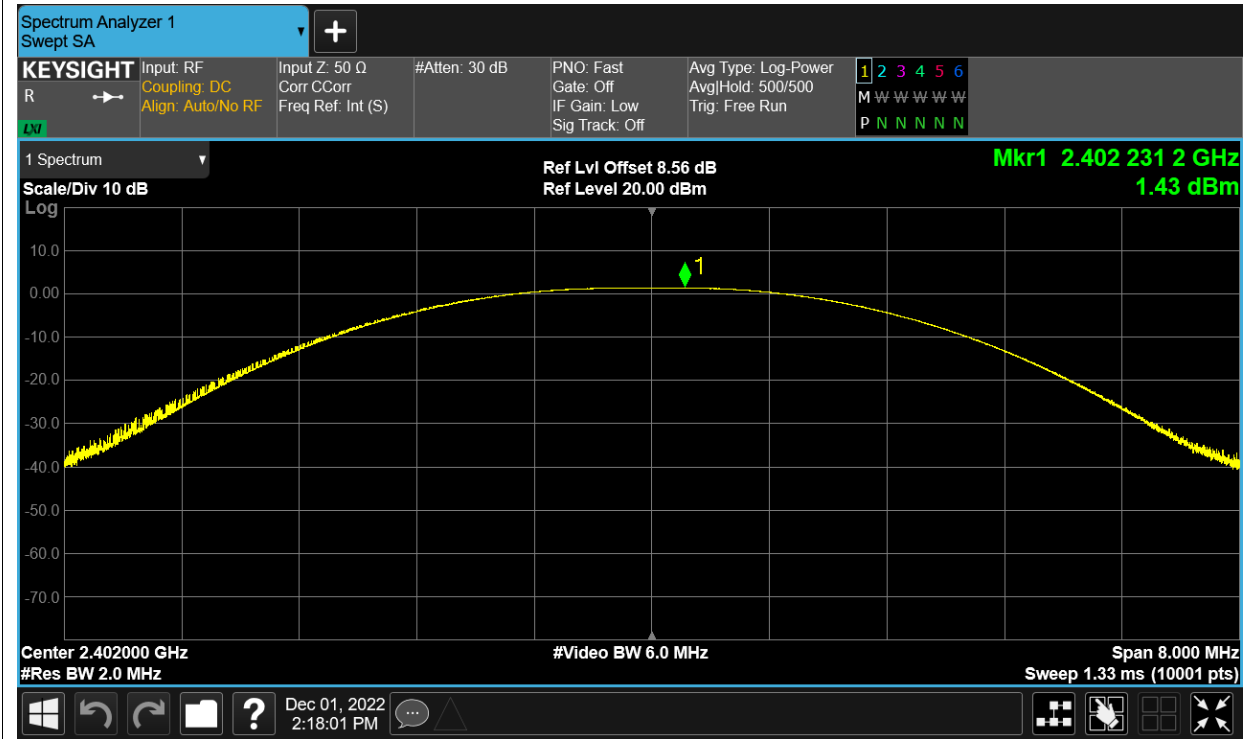 Spectrum Analyzer 1
Swept SA
KEYSIGHT
R
LXI
Input: RF
Coupling: DC
Align: Auto/No RF
Input Z: 50 Ω
Corr CCorr
Freq Ref: Int (S)
#Atten: 30 dB
PNO: Fast
Gate: Off
IF Gain: Low
Sig Track: Off
Avg Type: Log-Power
Avg|Hold: 500/500
Trig: Free Run
1 2 3 4 5 6
M W W W W W
P N N N N N
1 Spectrum
Scale/Div 10 dB
Ref Lvl Offset 8.56 dB
Ref Level 20.00 dBm
Mkr1 2.402 231 2 GHz
1.43 dBm
Log
10.0
0.00
-10.0
-20.0
-30.0
-40.0
-50.0
-60.0
-70.0
1
Center 2.402000 GHz
#Res BW 2.0 MHz
#Video BW 6.0 MHz
Span 8.000 MHz
Sweep 1.33 ms (10001 pts)
?
Dec 01, 2022
2:18:01 PM